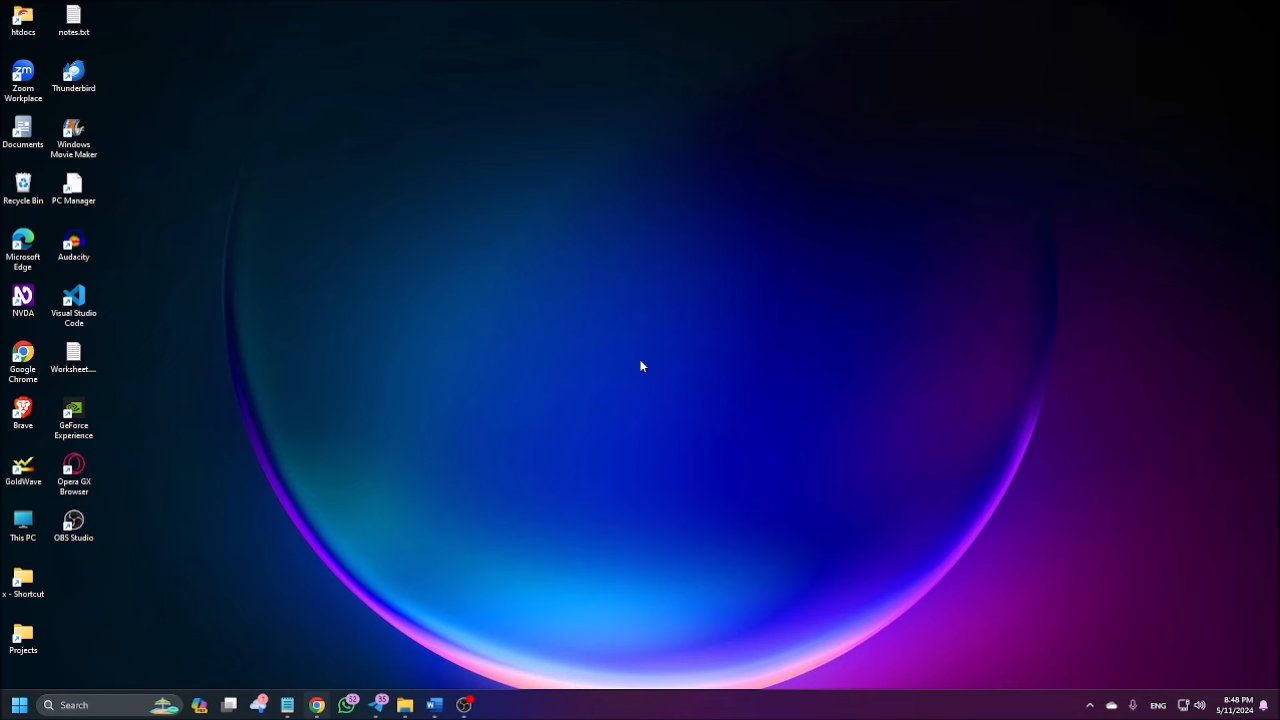 htdocs
notes.txt
Zoom
Workplace
Thunderbird
Documents
Windows
Movie Maker
Recycle Bin
PC Manager
Microsoft
Edge
Audacity
NVDA
Visual Studio
Code
Google
Chrome
Worksheet....
Brave
GeForce
Experience
GoldWave
Opera GX
Browser
This PC
OBS Studio
x - Shortcut
Projects
Search
52
35
ENG
8:48 PM
5/11/2024